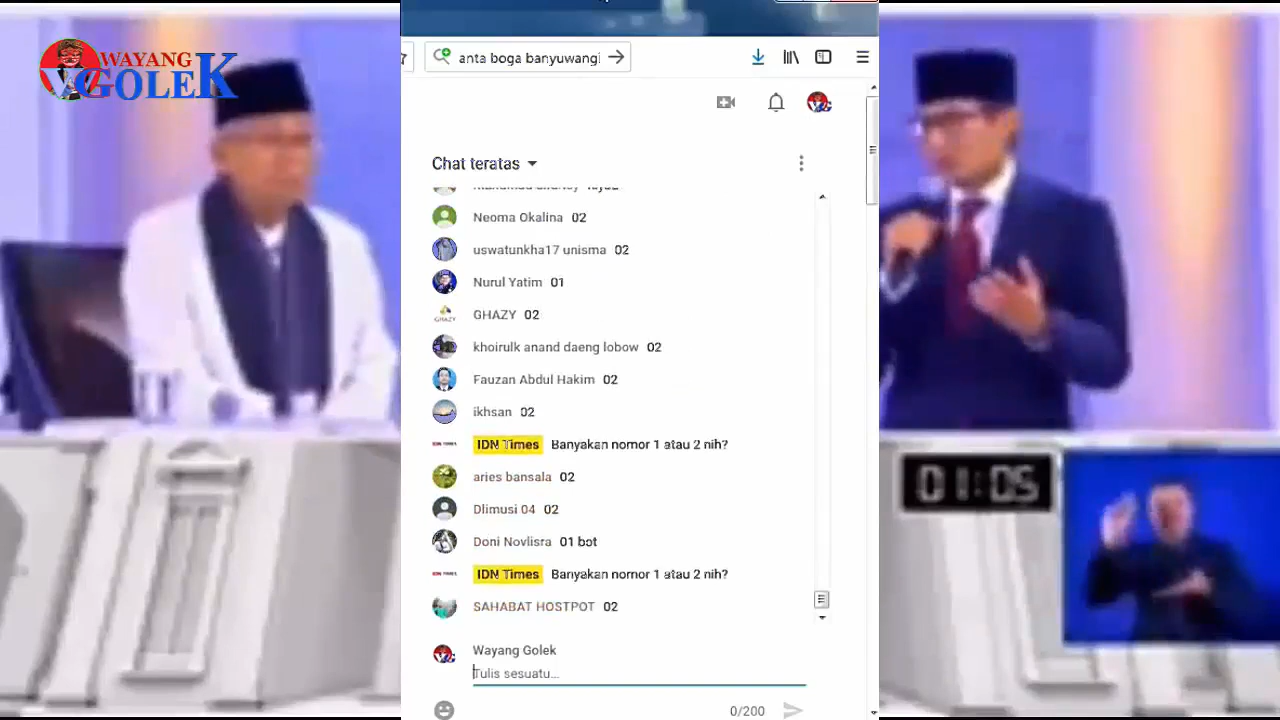 WAYANG
GOLEK
anta boga banyuwangi
Chat teratas
Neoma Okalina 02
uswatunkha17 unisma 02
Nurul Yatim 01
GHAZY 02
khoirulk anand daeng lobow 02
Fauzan Abdul Hakim 02
ikhsan 02
IDN Times Banyakan nomor 1 atau 2 nih?
aries bansala 02
Dlimusi 04 02
Doni Novlisra 01 bot
IDN Times Banyakan nomor 1 atau 2 nih?
SAHABAT HOSTPOT 02
Wayang Golek
Tulis sesuatu...
0/200
01:05